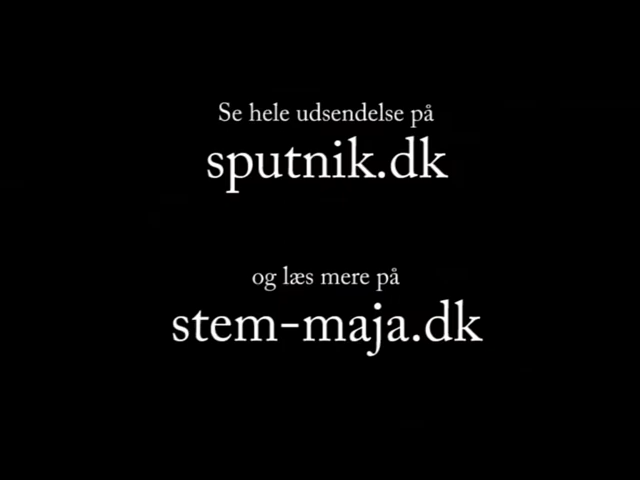 Se hele udsendelse på
sputnik.dk
og læs mere på
stem-maja.dk